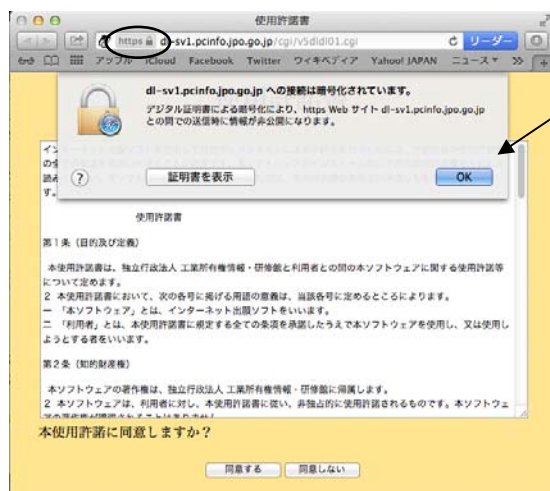 使用許諾書
https dl-sv1.pcinfo.jpo.go.jp/cgi/v5dldl01.cgi
リーダー
アップル iCloud Facebook Twitter ウィキペディア Yahoo! JAPAN ニュース
dl-sv1.pcinfo.jpo.go.jp への接続は暗号化されています。
デジタル証明書による暗号化により、https Web サイト dl-sv1.pcinfo.jpo.go.jp
との間での送信時に情報が非公開になります。
? 証明書を表示 OK
イン
の
読み
す。
使用許諾書
第1条（目的及び定義）
本使用許諾書は、独立行政法人 工業所有権情報・研修館と利用者との間の本ソフトウェアに関する使用許諾等
について定めます。
2 本使用許諾書において、次の各号に掲げる用語の意義は、当該各号に定めるところによります。
一 「本ソフトウェア」とは、インターネット出願ソフトをいいます。
二 「利用者」とは、本使用許諾書に規定する全ての条項を承諾したうえで本ソフトウェアを使用し、又は使用し
ようとする者をいいます。
第2条（知的財産権）
本ソフトウェアの著作権は、独立行政法人 工業所有権情報・研修館に帰属します。
2 本ソフトウェアは、利用者に対し、本使用許諾書に従い、非独占的に使用許諾されるものです。本ソフトウェ
本使用許諾に同意しますか？
同意する 同意しない